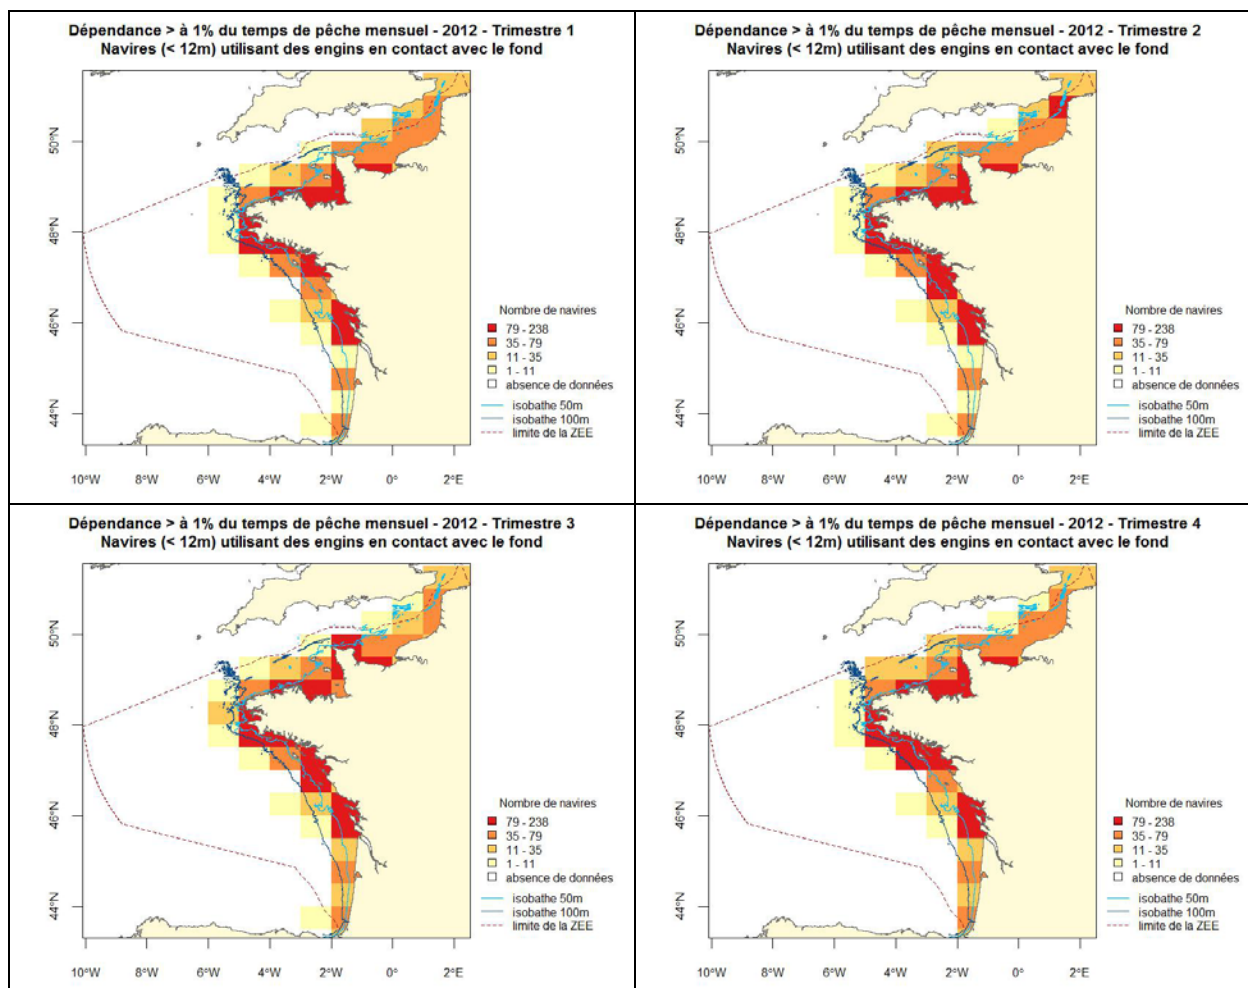 Dépendance > à 1% du temps de pêche mensuel - 2012 - Trimestre 1
Navires (< 12m) utilisant des engins en contact avec le fond
50°N
48°N
46°N
44°N
Nombre de navires
79 - 238
35 - 79
11 - 35
1 - 11
absence de données
isobathe 50m
isobathe 100m
limite de la ZEE
10°W 8°W 6°W 4°W 2°W 0° 2°E
Dépendance > à 1% du temps de pêche mensuel - 2012 - Trimestre 2
Navires (< 12m) utilisant des engins en contact avec le fond
50°N
48°N
46°N
44°N
Nombre de navires
79 - 238
35 - 79
11 - 35
1 - 11
absence de données
isobathe 50m
isobathe 100m
limite de la ZEE
10°W 8°W 6°W 4°W 2°W 0° 2°E
Dépendance > à 1% du temps de pêche mensuel - 2012 - Trimestre 3
Navires (< 12m) utilisant des engins en contact avec le fond
50°N
48°N
46°N
44°N
Nombre de navires
79 - 238
35 - 79
11 - 35
1 - 11
absence de données
isobathe 50m
isobathe 100m
limite de la ZEE
10°W 8°W 6°W 4°W 2°W 0° 2°E
Dépendance > à 1% du temps de pêche mensuel - 2012 - Trimestre 4
Navires (< 12m) utilisant des engins en contact avec le fond
50°N
48°N
46°N
44°N
Nombre de navires
79 - 238
35 - 79
11 - 35
1 - 11
absence de données
isobathe 50m
isobathe 100m
limite de la ZEE
10°W 8°W 6°W 4°W 2°W 0° 2°E